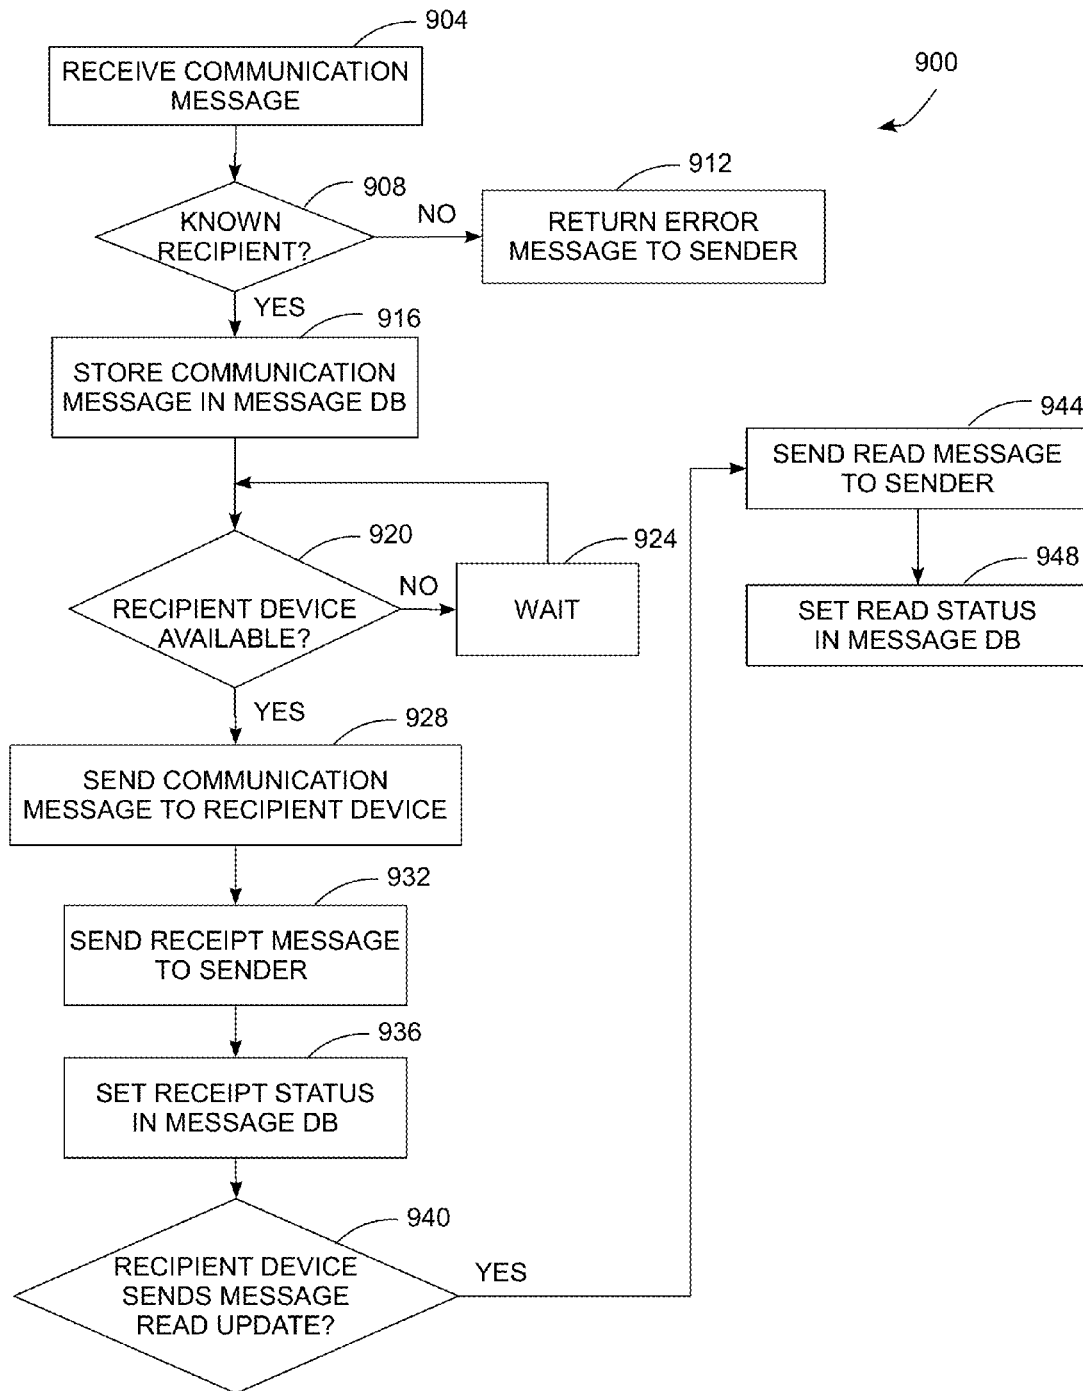 904
RECEIVE COMMUNICATION
MESSAGE
900
908
KNOWN
RECIPIENT?
NO
912
RETURN ERROR
MESSAGE TO SENDER
YES
916
STORE COMMUNICATION
MESSAGE IN MESSAGE DB
920
RECIPIENT DEVICE
AVAILABLE?
NO
924
WAIT
YES
928
SEND COMMUNICATION
MESSAGE TO RECIPIENT DEVICE
932
SEND RECEIPT MESSAGE
TO SENDER
936
SET RECEIPT STATUS
IN MESSAGE DB
940
RECIPIENT DEVICE
SENDS MESSAGE
READ UPDATE?
YES
944
SEND READ MESSAGE
TO SENDER
948
SET READ STATUS
IN MESSAGE DB